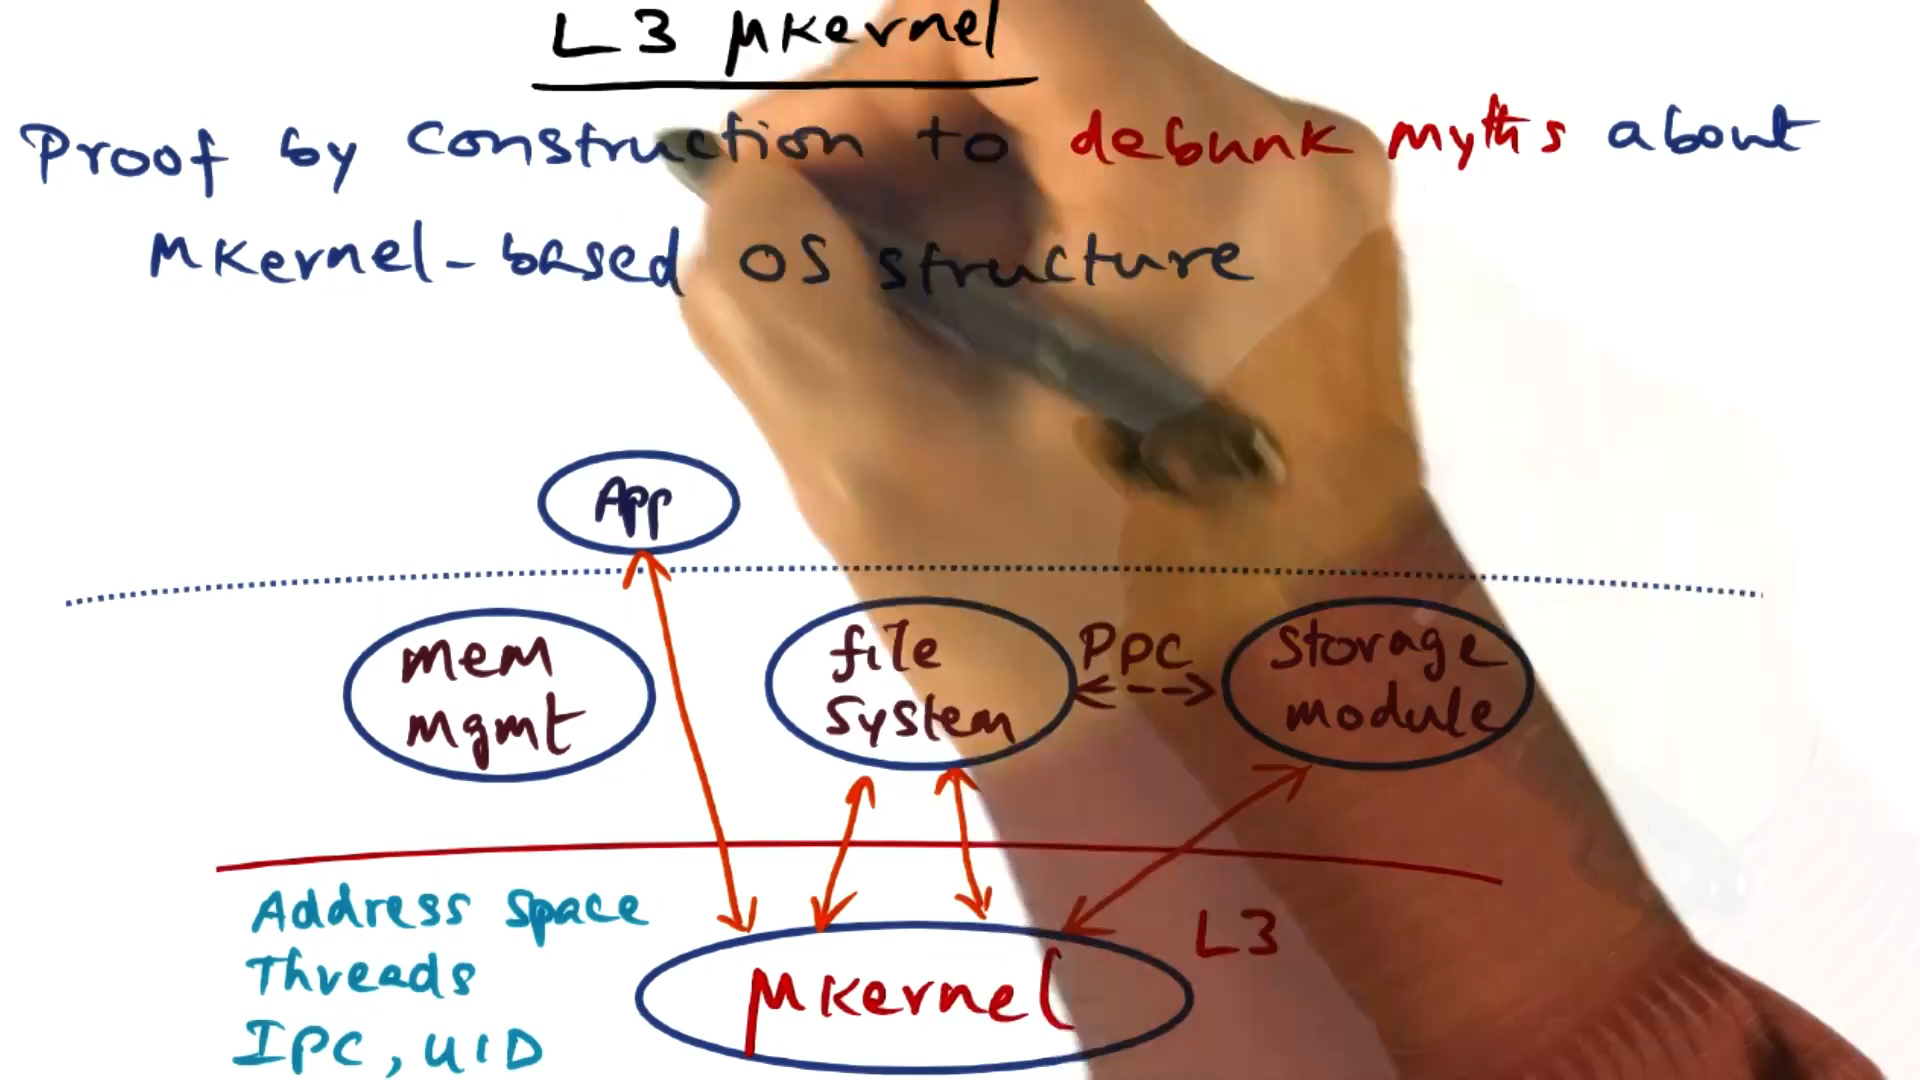 L3 μkernel
Proof by construction to debunk myths about
μkernel-based OS structure
App
mem
mgmt
file
system
PPC
storage
module
Address space
Threads
IPC, UID
μkernel
L3